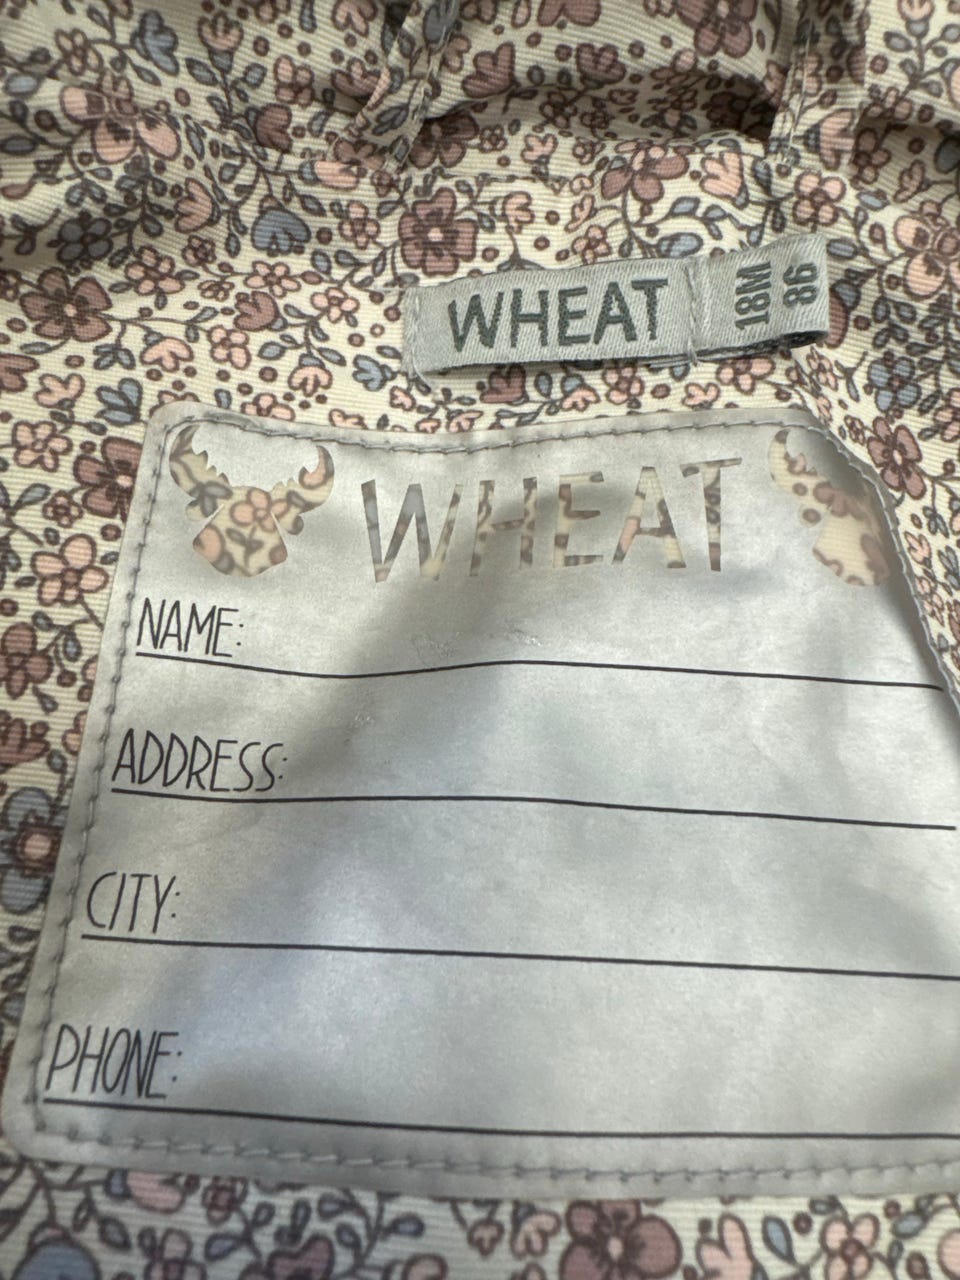 WHEAT
18M
86
WHEAT
NAME:
ADDRESS:
CITY:
PHONE: